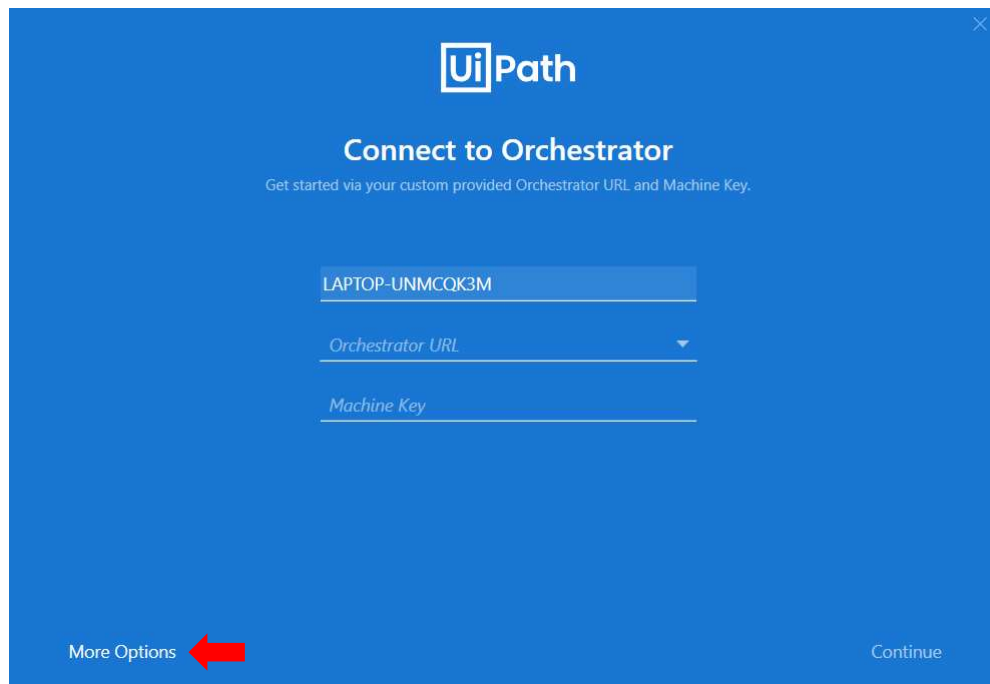 UiPath
Connect to Orchestrator
Get started via your custom provided Orchestrator URL and Machine Key.
LAPTOP-UNMCQK3M
Orchestrator URL
Machine Key
More Options
Continue